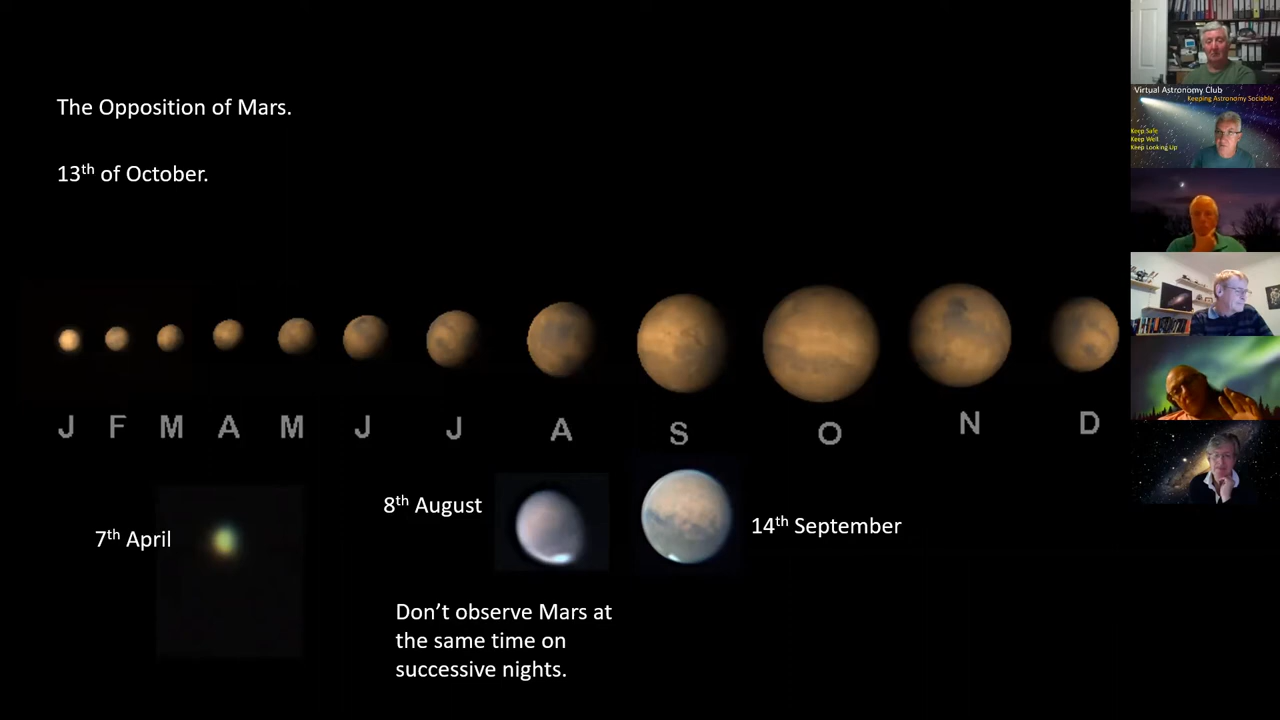 The Opposition of Mars.
13th of October.
J F M A M J J A S O N D
7th April
8th August
14th September
Don't observe Mars at
the same time on
successive nights.
Virtual Astronomy Club
Keeping Astronomy Sociable
Keep Safe
Keep Well
Keep Looking Up